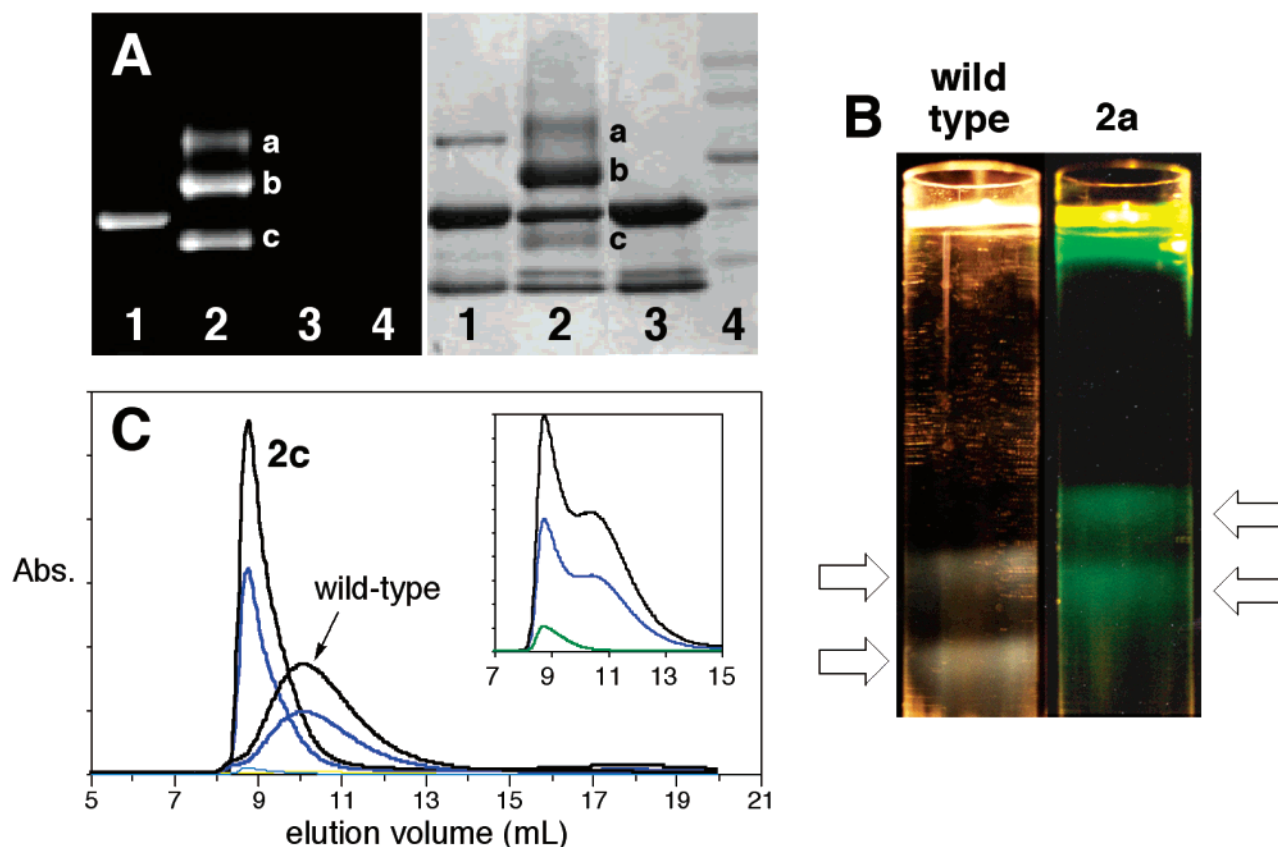 A
a
b
c
1 2 3 4
a
b
c
1 2 3 4
B
wild
type
2a
C
2c
wild-type
Abs.
7 9 11 13 15
5 7 9 11 13 15 17 19 21
elution volume (mL)